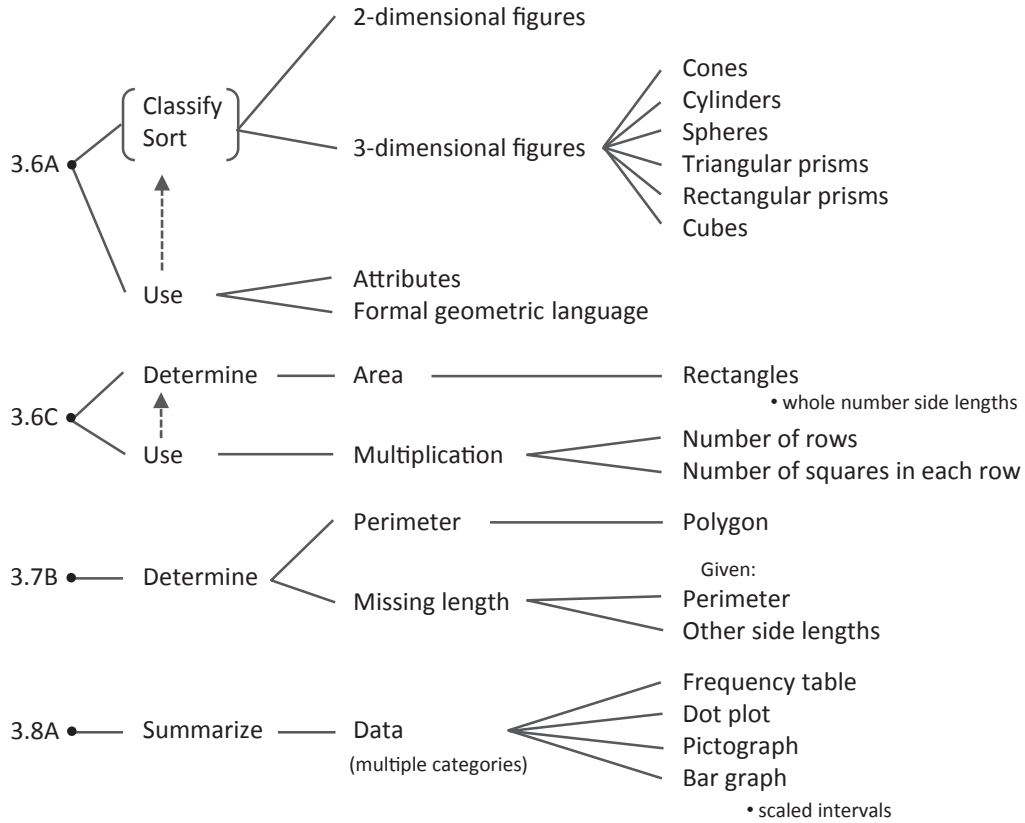 2-dimensional figures
3.6A
Classify
Sort
3-dimensional figures
Cones
Cylinders
Spheres
Triangular prisms
Rectangular prisms
Cubes
Use
Attributes
Formal geometric language
3.6C
Determine
Area
Rectangles
• whole number side lengths
Use
Multiplication
Number of rows
Number of squares in each row
3.7B
Determine
Perimeter
Polygon
Missing length
Given:
Perimeter
Other side lengths
3.8A
Summarize
Data
(multiple categories)
Frequency table
Dot plot
Pictograph
Bar graph
• scaled intervals